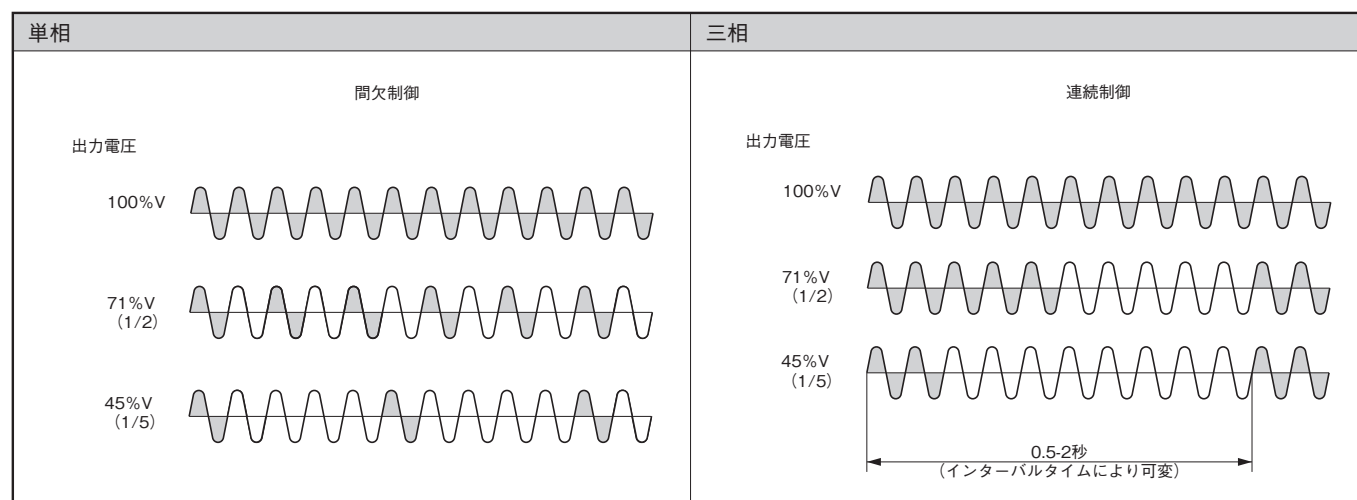 単相
三相
間欠制御
出力電圧
100%V
71%V
（1/2）
45%V
（1/5）
連続制御
出力電圧
100%V
71%V
（1/2）
45%V
（1/5）
0.5-2秒
（インターバルタイムにより可変）